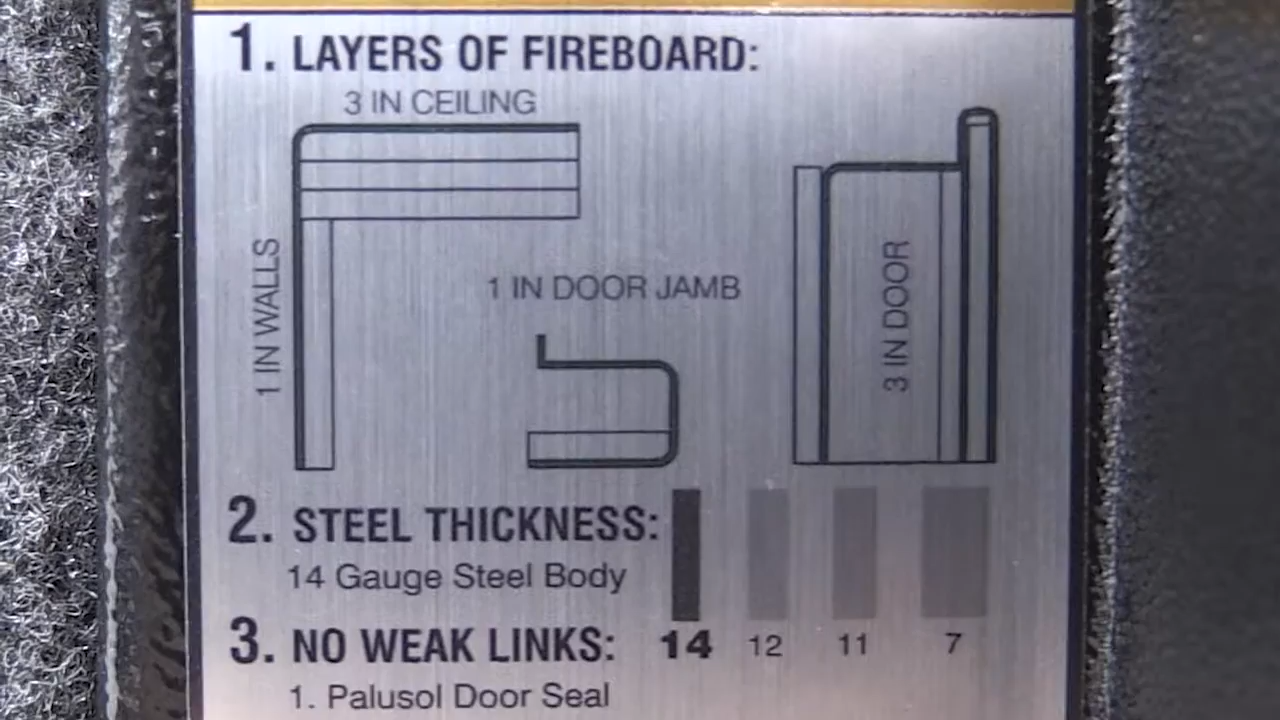 1. LAYERS OF FIREBOARD:
3 IN CEILING
1 IN WALLS
1 IN DOOR JAMB
3 IN DOOR
2. STEEL THICKNESS:
14 Gauge Steel Body
14 12 11 7
3. NO WEAK LINKS:
1. Palusol Door Seal